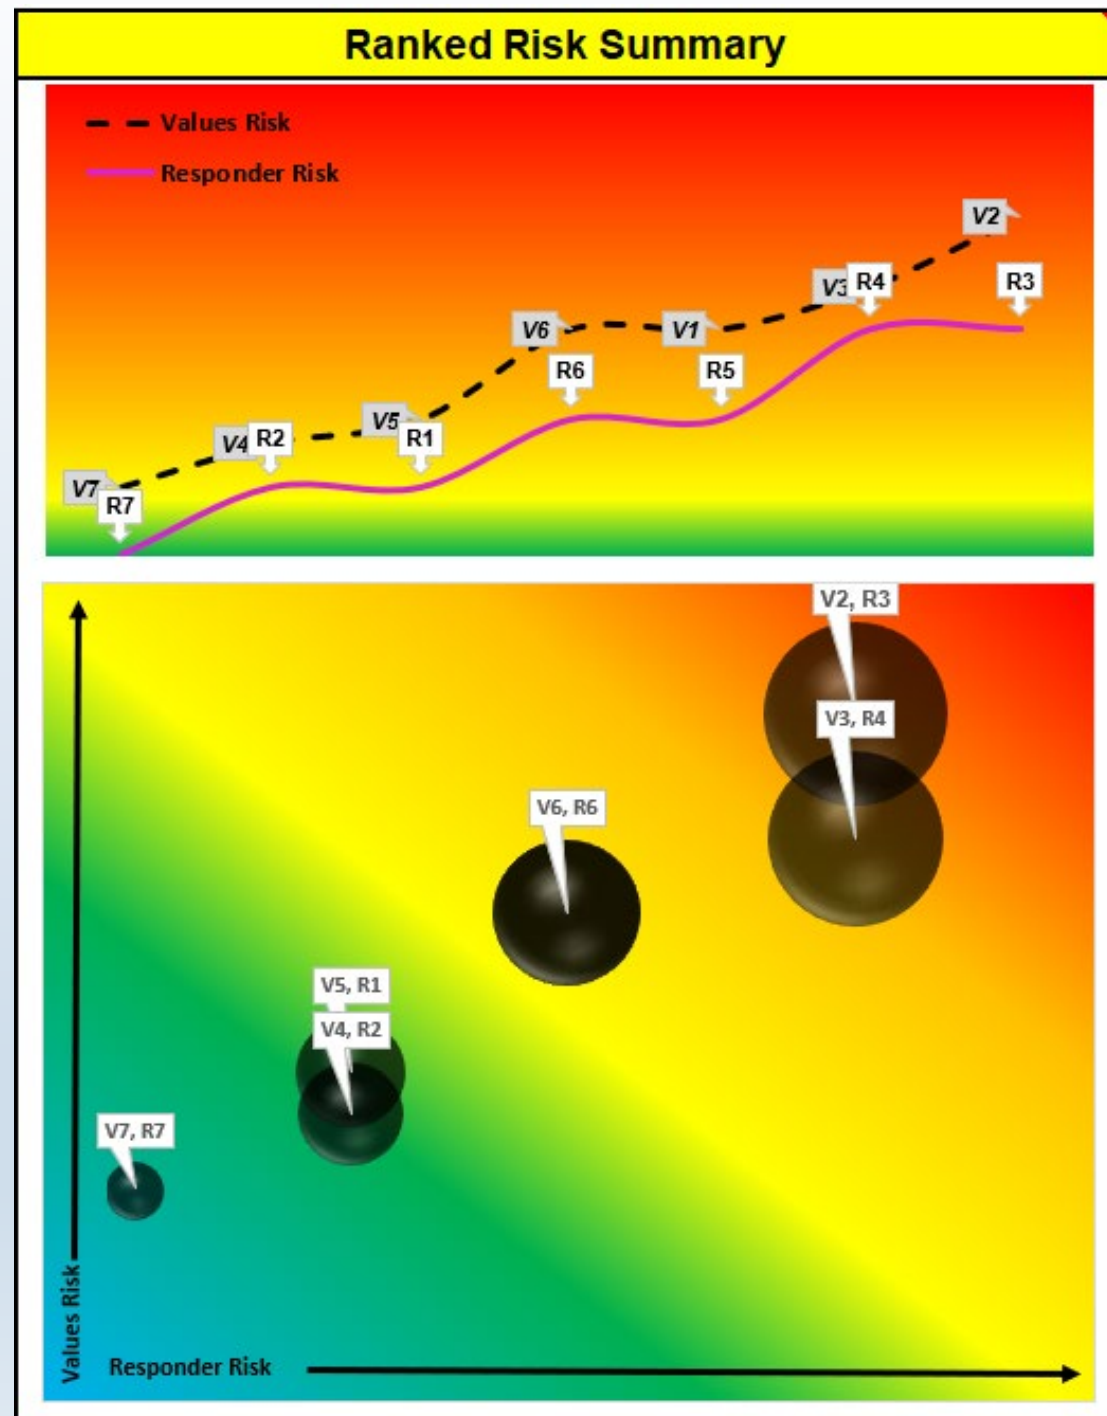 Ranked Risk Summary
Values Risk
Responder Risk
V2
V3
R4
R3
V6
V1
R6
R5
V5
R1
V4
R2
V7
R7
V2, R3
V3, R4
V6, R6
V5, R1
V4, R2
V7, R7
Values Risk
Responder Risk